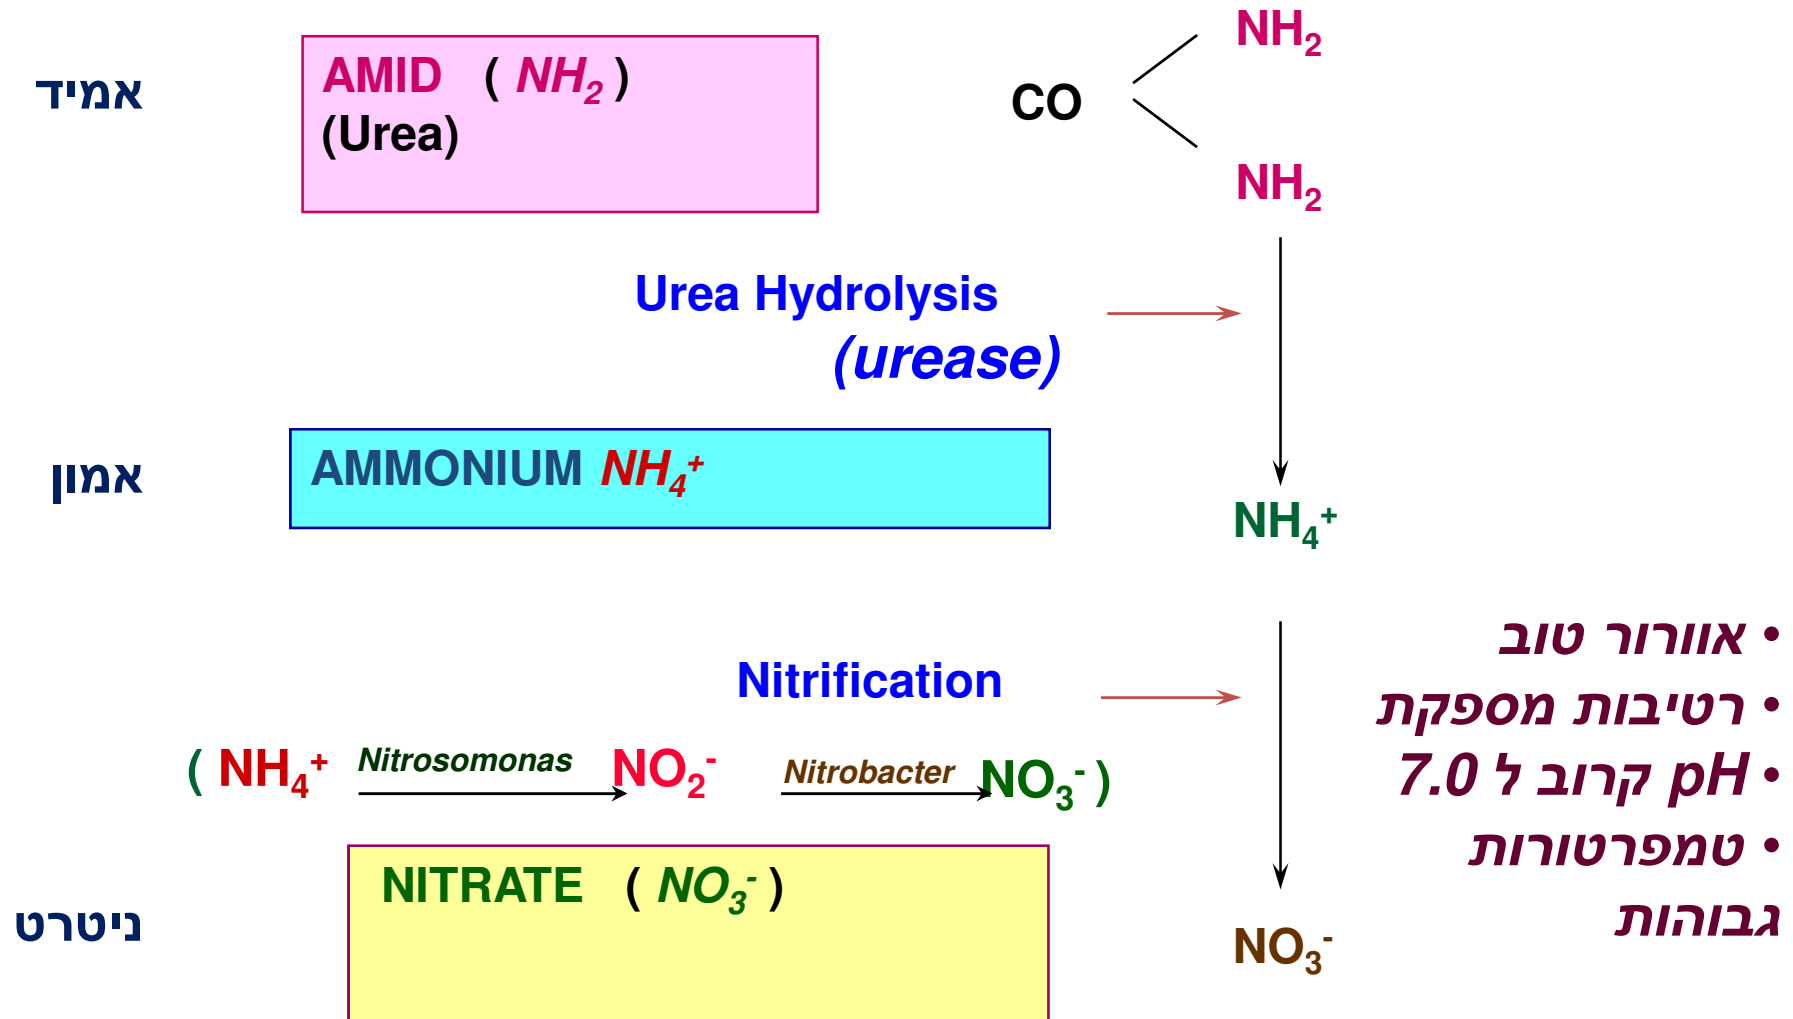 NH₂
אמיד
AMID ( NH₂ )
(Urea)
CO
NH₂
Urea Hydrolysis
(urease)
אמון
AMMONIUM NH₄⁺
NH₄⁺
• אוורור טוב
• רטיבות מספקת
• pH קרוב ל 7.0
• טמפרטורות
גבוהות
Nitrification
( NH₄⁺ Nitrosomonas NO₂⁻ Nitrobacter NO₃⁻ )
ניטרט
NITRATE ( NO₃⁻ )
NO₃⁻